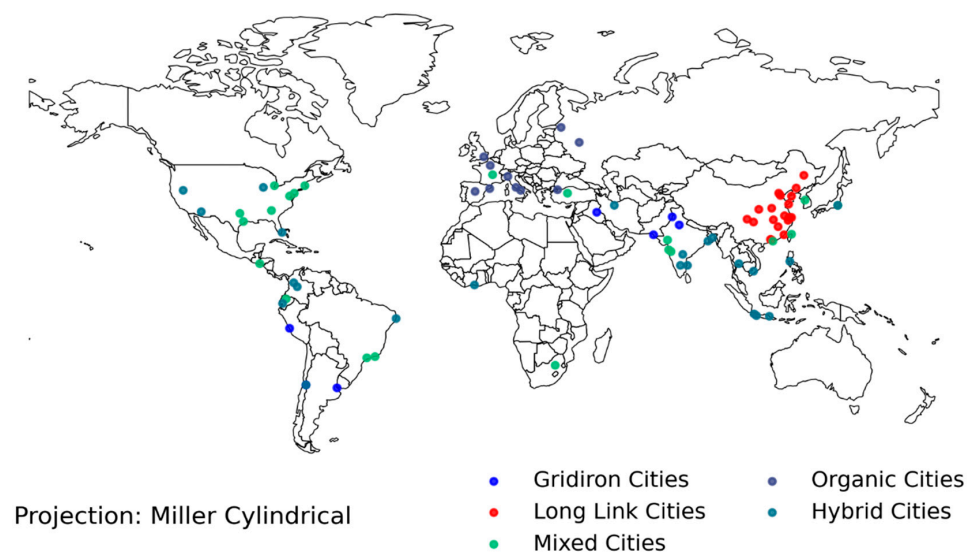 Projection: Miller Cylindrical
Gridiron Cities
Long Link Cities
Mixed Cities
Organic Cities
Hybrid Cities